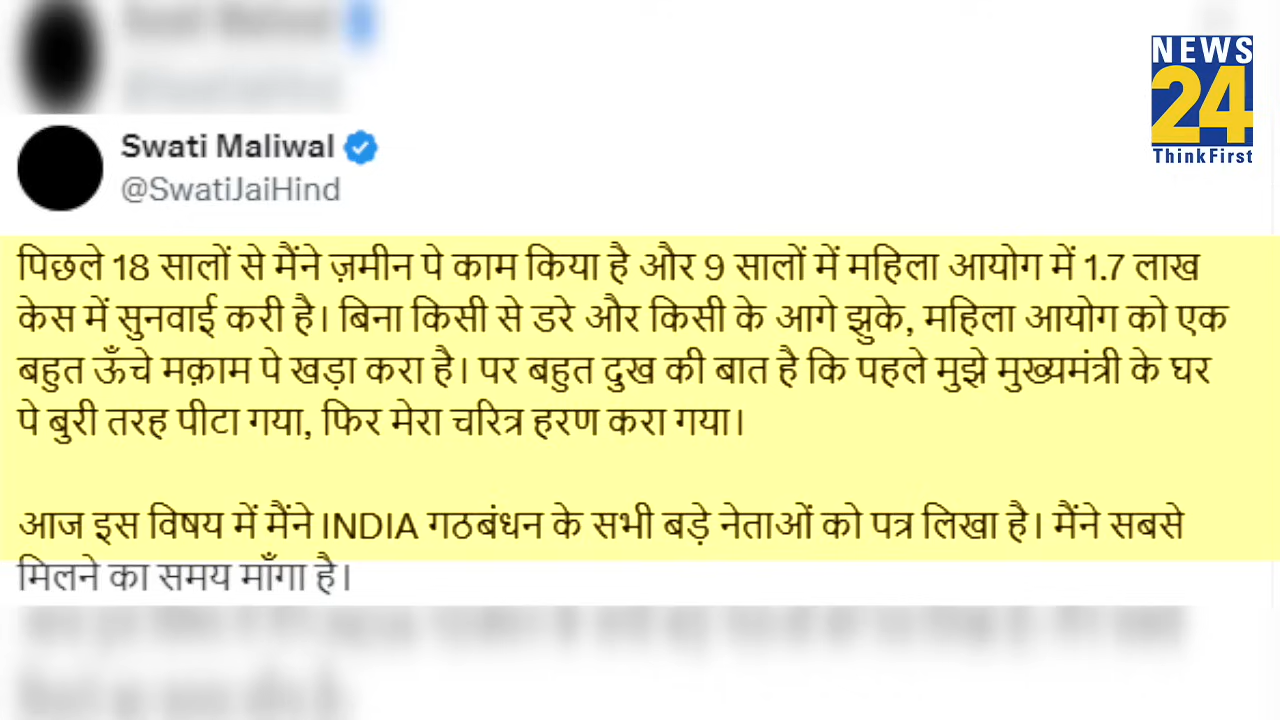 NEWS
24
ThinkFirst
Swati Maliwal
@SwatiJaiHind
पिछले 18 सालों से मैंने ज़मीन पे काम किया है और 9 सालों में महिला आयोग में 1.7 लाख
केस में सुनवाई करी है। बिना किसी से डरे और किसी के आगे झुके, महिला आयोग को एक
बहुत ऊँचे मक़ाम पे खड़ा करा है। पर बहुत दुख की बात है कि पहले मुझे मुख्यमंत्री के घर
पे बुरी तरह पीटा गया, फिर मेरा चरित्र हरण करा गया।
आज इस विषय में मैंने INDIA गठबंधन के सभी बड़े नेताओं को पत्र लिखा है। मैंने सबसे
मिलने का समय माँगा है।